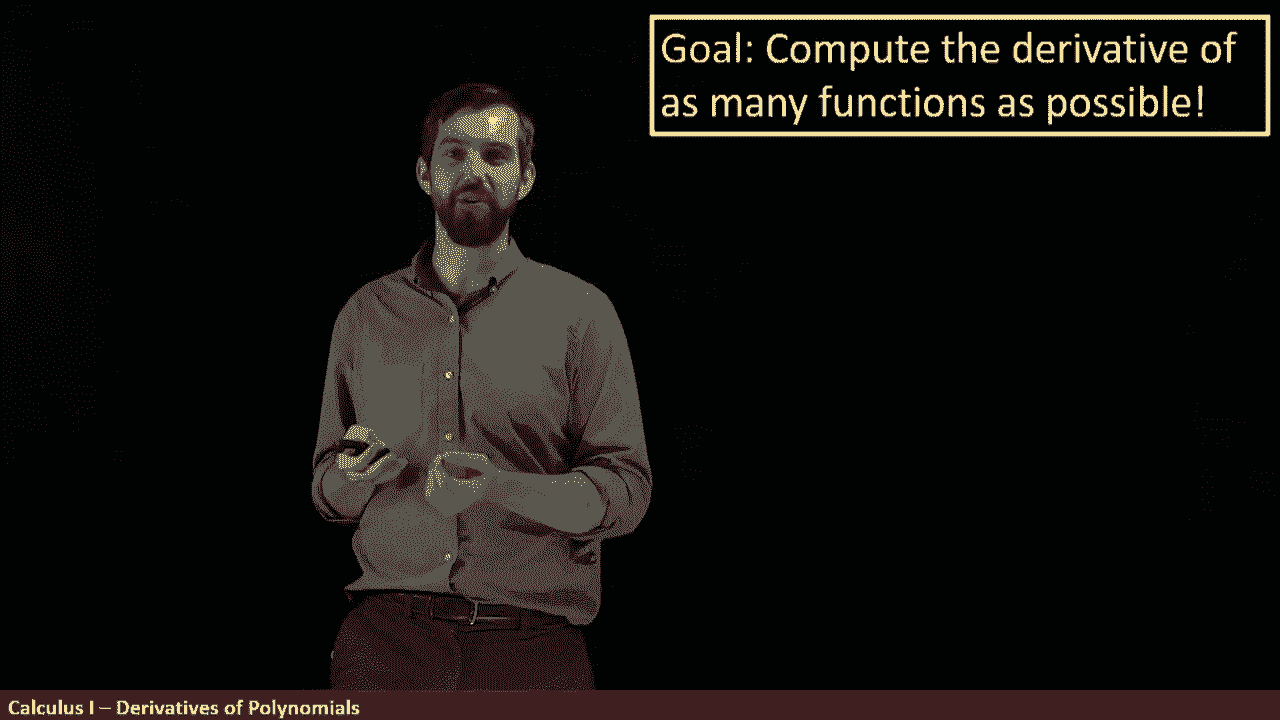 Goal: Compute the derivative of
as many functions as possible!
Calculus I – Derivatives of Polynomials